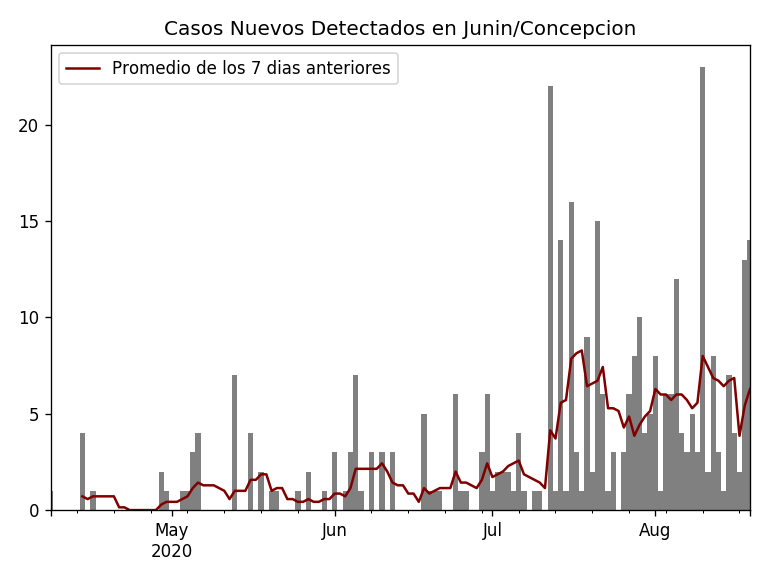 Casos Nuevos Detectados en Junin/Concepcion
Promedio de los 7 dias anteriores
20
15
10
5
0
May Jun Jul Aug
2020